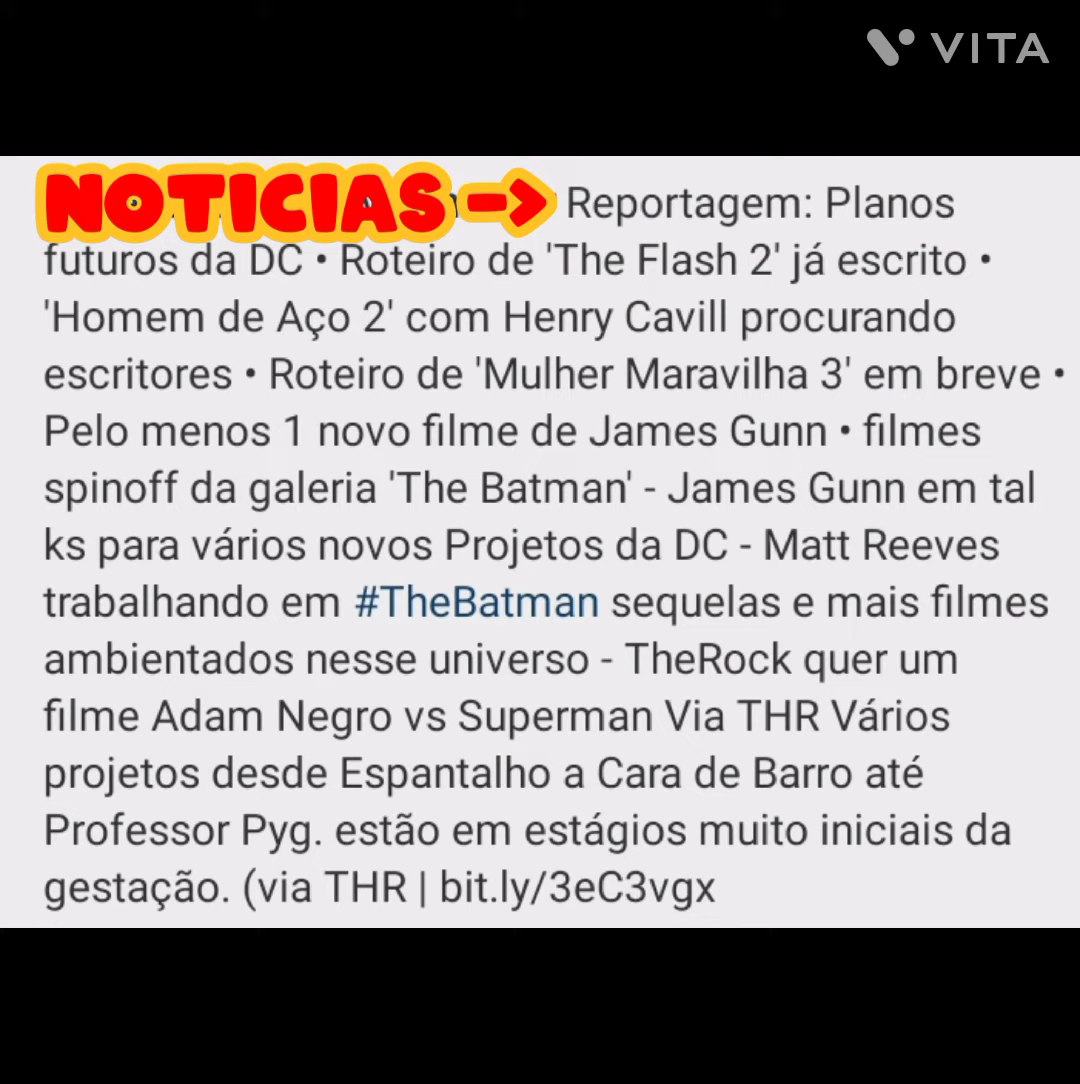 VITA
NOTICIAS Reportagem: Planos
futuros da DC • Roteiro de 'The Flash 2' já escrito •
'Homem de Aço 2' com Henry Cavill procurando
escritores • Roteiro de 'Mulher Maravilha 3' em breve •
Pelo menos 1 novo filme de James Gunn • filmes
spinoff da galeria 'The Batman' - James Gunn em tal
ks para vários novos Projetos da DC - Matt Reeves
trabalhando em #TheBatman sequelas e mais filmes
ambientados nesse universo - TheRock quer um
filme Adam Negro vs Superman Via THR Vários
projetos desde Espantalho a Cara de Barro até
Professor Pyg. estão em estágios muito iniciais da
gestação. (via THR | bit.ly/3eC3vgx